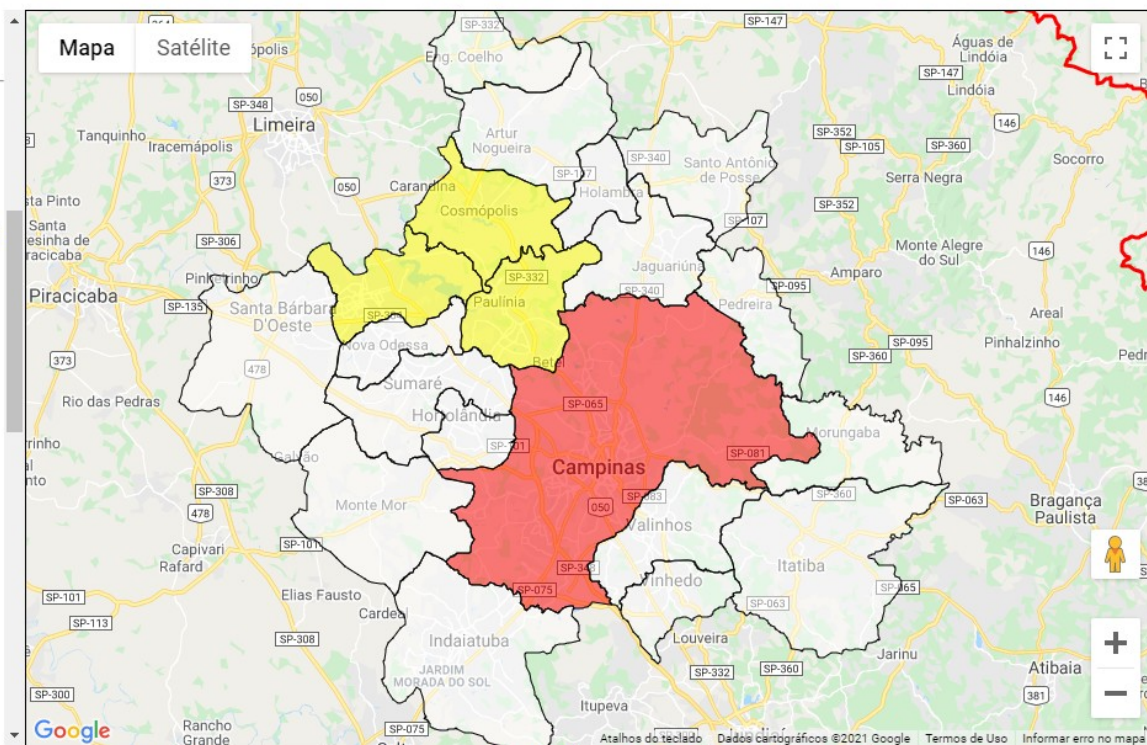 Mapa
Satélite
SP-332
SP-147
Águas de
Lindóia
Eng. Coelho
SP-147
Lindóia
SP-348
050
Limeira
Artur
Nogueira
146
Tanquinho
Iracemápolis
SP-352
SP-105
SP-360
SP-340
Santo Antônio
de Posse
Socorro
373
050
Carandina
Holambra
Serra Negra
Cosmópolis
SP-352
Santa
SP-306
Monte Alegre
do Sul
146
Pinheirinho
SP-332
Jaguariúna
Amparo
Piracicaba
SP-135
Santa Bárbara
D'Oeste
Paulínia
SP-340
Pedreira
SP-095
Areal
Nova Odessa
Betel
Pinhalzinho
373
478
Sumaré
SP-360
SP-095
Rio das Pedras
Hortolândia
SP-065
146
Morungaba
Galvão
SP-101
SP-081
Campinas
SP-308
Monte Mor
050
SP-083
SP-360
SP-063
Bragança
Paulista
478
Valinhos
Capivari
Rafard
SP-101
Itatiba
SP-101
Elias Fausto
SP-075
Vinhedo
SP-063
SP-065
SP-113
Cardeal
SP-308
Indaiatuba
Louveira
Jarinu
JARDIM
MORADA DO SOL
SP-332
SP-360
Atibaia
SP-300
Itupeva
381
Rancho
Grande
SP-075
Jundiaí
Google
Atalhos do teclado
Dados cartográficos ©2021 Google
Termos de Uso
Informar erro no mapa